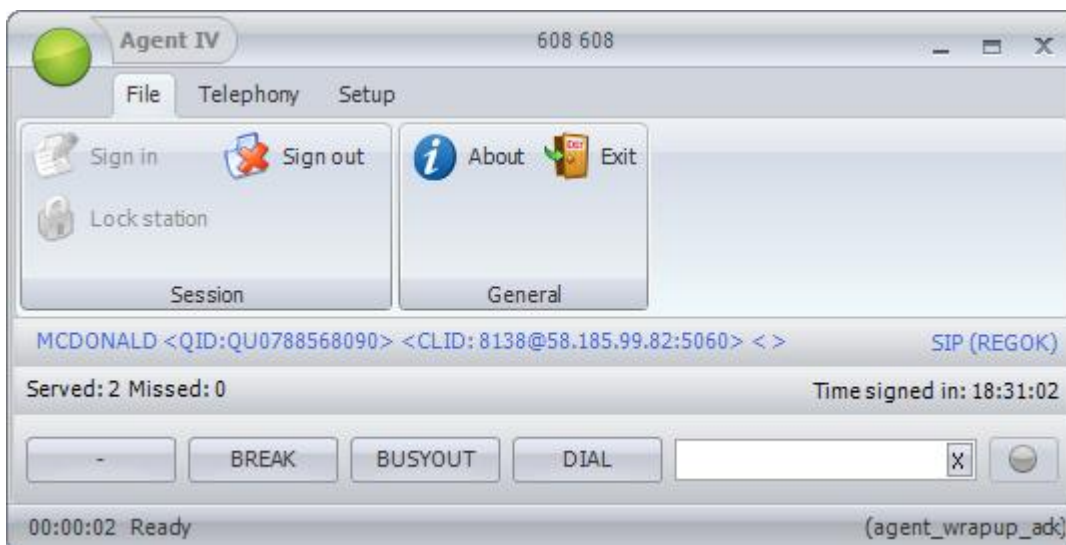 Agent IV 608 608
File Telephony Setup
Sign in Sign out About EXIT Exit
Lock station
Session General
MCDONALD <QID:QU0788568090> <CLID: 8138@58.185.99.82:5060> < > SIP (REGOK)
Served: 2 Missed: 0 Time signed in: 18:31:02
- BREAK BUSYOUT DIAL X
00:00:02 Ready (agent_wrapup_ack)